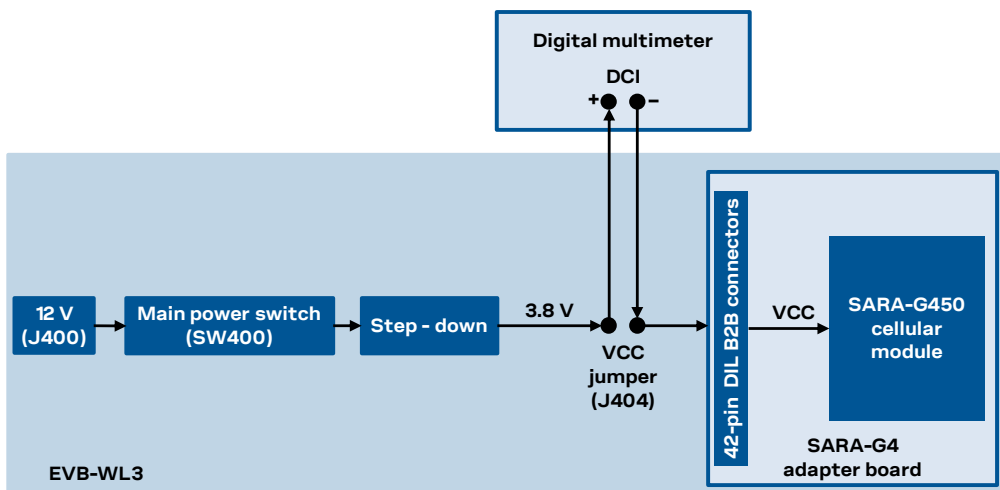 Digital multimeter
DCI
+ −
12 V
(J400)
Main power switch
(SW400)
Step - down
3.8 V
VCC
jumper
(J404)
42-pin DIL B2B connectors
VCC
SARA-G450
cellular
module
SARA-G4
adapter board
EVB-WL3